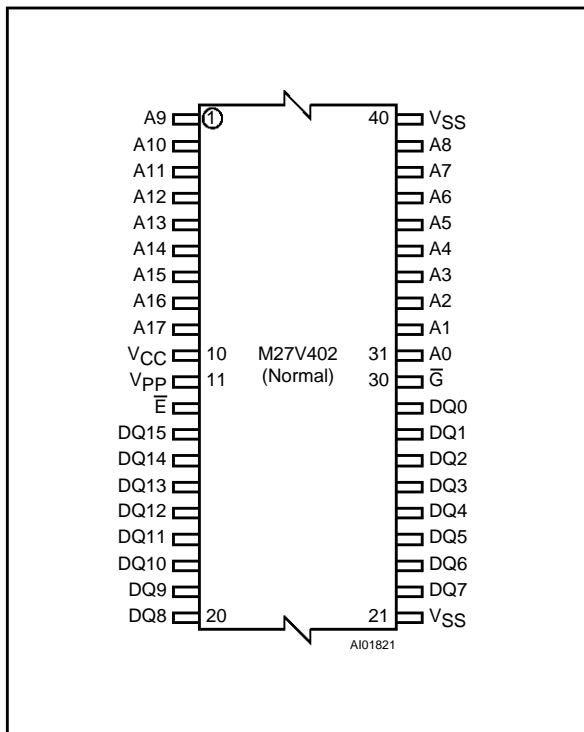 A9 1 40 VSS
A10 A8
A11 A7
A12 A6
A13 A5
A14 A4
A15 A3
A16 A2
A17 A1
VCC 10 M27V402 31 A0
VPP 11 (Normal) 30 G̅
E̅ DQ0
DQ15 DQ1
DQ14 DQ2
DQ13 DQ3
DQ12 DQ4
DQ11 DQ5
DQ10 DQ6
DQ9 DQ7
DQ8 20 21 VSS
AI01821